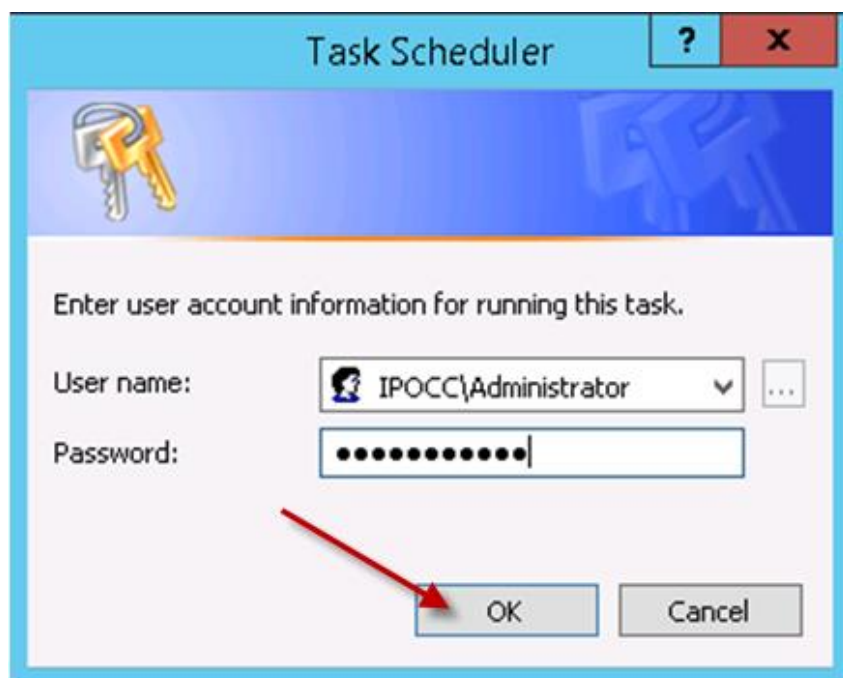 Task Scheduler
?
x
Enter user account information for running this task.
User name:
IPOCC\Administrator
...
Password:
●●●●●●●●●●●
OK
Cancel